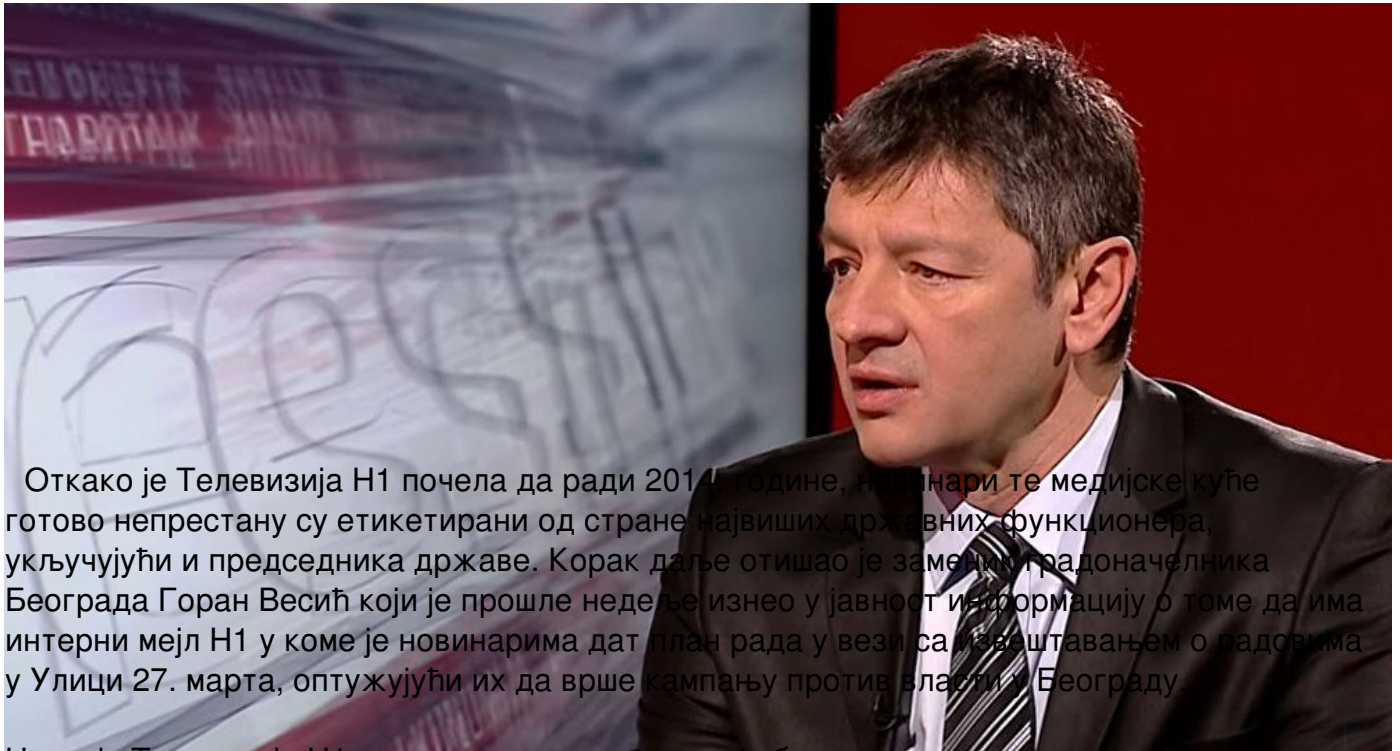 Откако је Телевизија Н1 почела да ради 2014. године, новинари те медијске куће
готово непрестану су етикетирани од стране највиших државних функционера,
укључујући и председника државе. Корак даље отишао је заменик градоначелника
Београда Горан Весић који је прошле недеље изнео у јавност информацију о томе да има
интерни мејл Н1 у коме је новинарима дат план рада у вези са извештавањем о радовима
у Улици 27. марта, оптужујући их да врше кампању против власти у Београду.